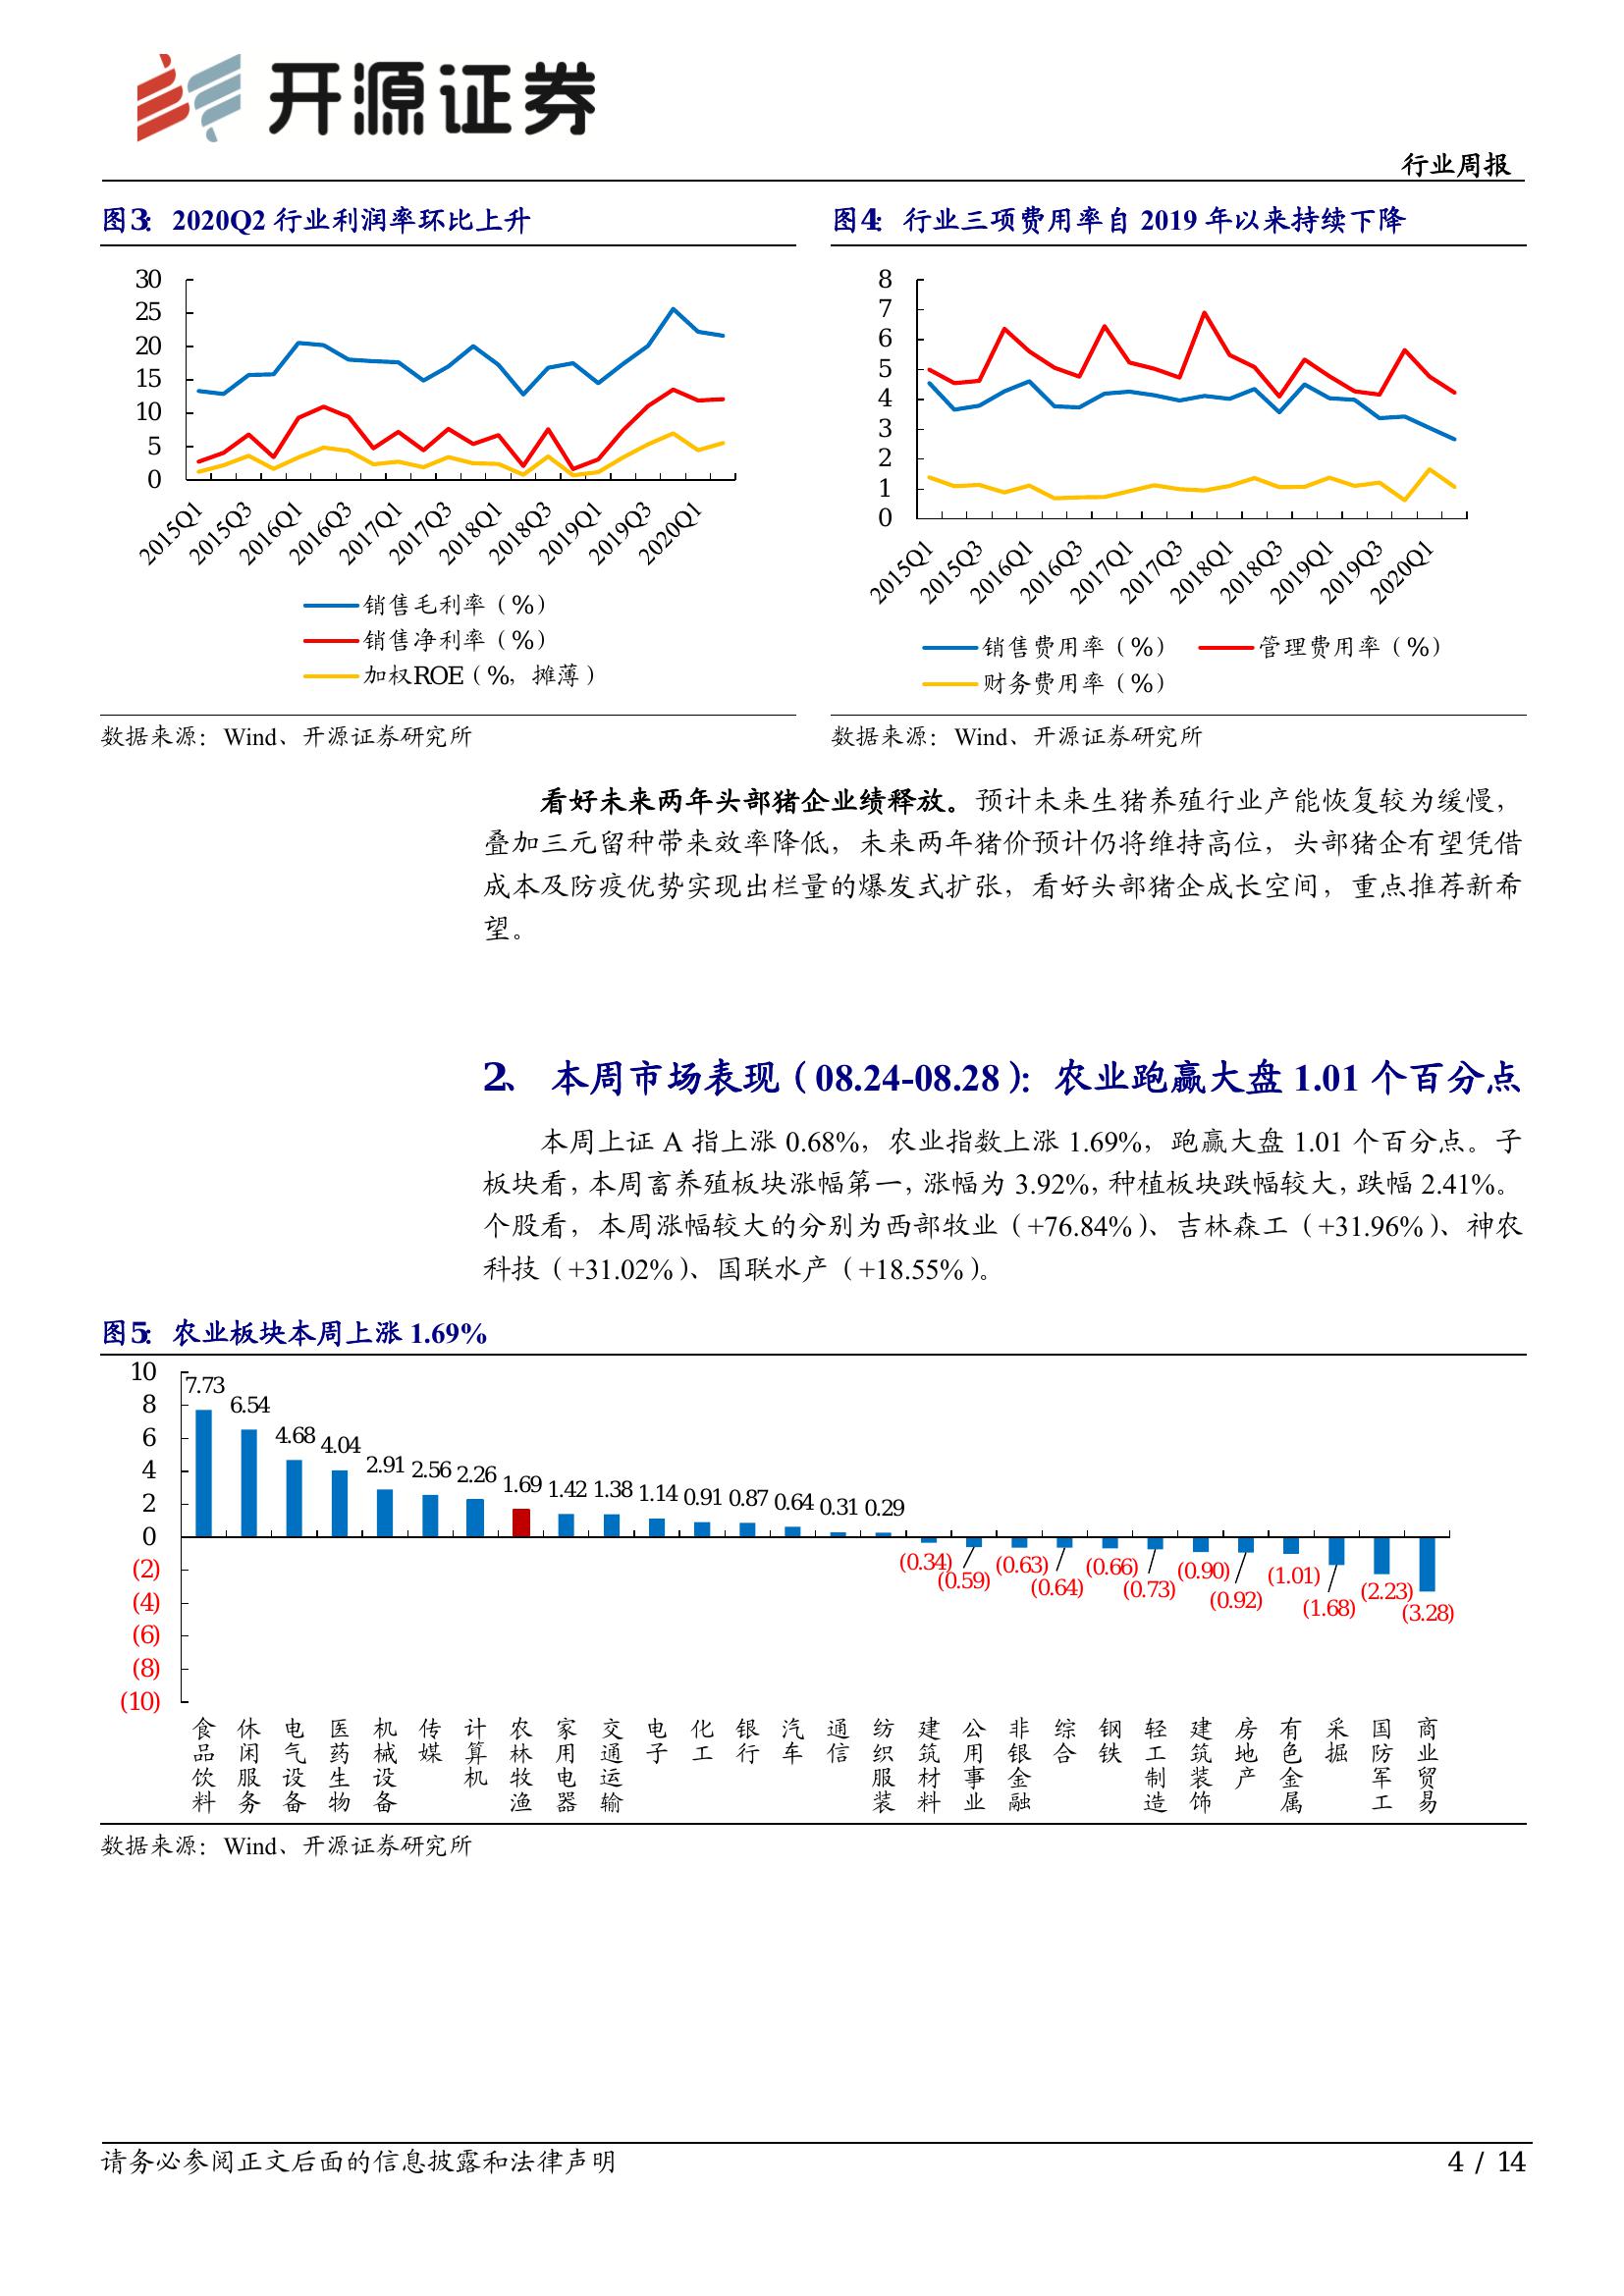 开源证券
行业周报
图3： 2020Q2 行业利润率环比上升
30
25
20
15
10
5
0
2015Q1
2015Q3
2016Q1
2016Q3
2017Q1
2017Q3
2018Q1
2018Q3
2019Q1
2019Q3
2020Q1
销售毛利率（%）
销售净利率（%）
加权ROE（%，摊薄）
数据来源：Wind、开源证券研究所
图4： 行业三项费用率自 2019 年以来持续下降
8
7
6
5
4
3
2
1
0
2015Q1
2015Q3
2016Q1
2016Q3
2017Q1
2017Q3
2018Q1
2018Q3
2019Q1
2019Q3
2020Q1
销售费用率（%） 管理费用率（%）
财务费用率（%）
数据来源：Wind、开源证券研究所
看好未来两年头部猪企业绩释放。预计未来生猪养殖行业产能恢复较为缓慢，
叠加三元留种带来效率降低，未来两年猪价预计仍将维持高位，头部猪企有望凭借
成本及防疫优势实现出栏量的爆发式扩张，看好头部猪企成长空间，重点推荐新希
望。
2、 本周市场表现（08.24-08.28）：农业跑赢大盘 1.01 个百分点
本周上证 A 指上涨 0.68%，农业指数上涨 1.69%，跑赢大盘 1.01 个百分点。子
板块看，本周畜养殖板块涨幅第一，涨幅为 3.92%，种植板块跌幅较大，跌幅 2.41%。
个股看，本周涨幅较大的分别为西部牧业（+76.84%）、吉林森工（+31.96%）、神农
科技（+31.02%）、国联水产（+18.55%）。
图5： 农业板块本周上涨 1.69%
10
8
6
4
2
0
(2)
(4)
(6)
(8)
(10)
7.73 6.54 4.68 4.04 2.91 2.56 2.26 1.69 1.42 1.38 1.14 0.91 0.87 0.64 0.31 0.29
(0.34) (0.59) (0.63) (0.64) (0.66) (0.73) (0.90) (0.92) (1.01) (1.68) (2.23) (3.28)
食品饮料
休闲服务
电气设备
医药生物
机械设备
传媒
计算机
农林牧渔
家用电器
交通运输
电子
化工
银行
汽车
通信
纺织服装
建筑材料
公用事业
非银金融
综合
钢铁
轻工制造
建筑装饰
房地产
有色金属
采掘
国防军工
商业贸易
数据来源：Wind、开源证券研究所
请务必参阅正文后面的信息披露和法律声明
4 / 14